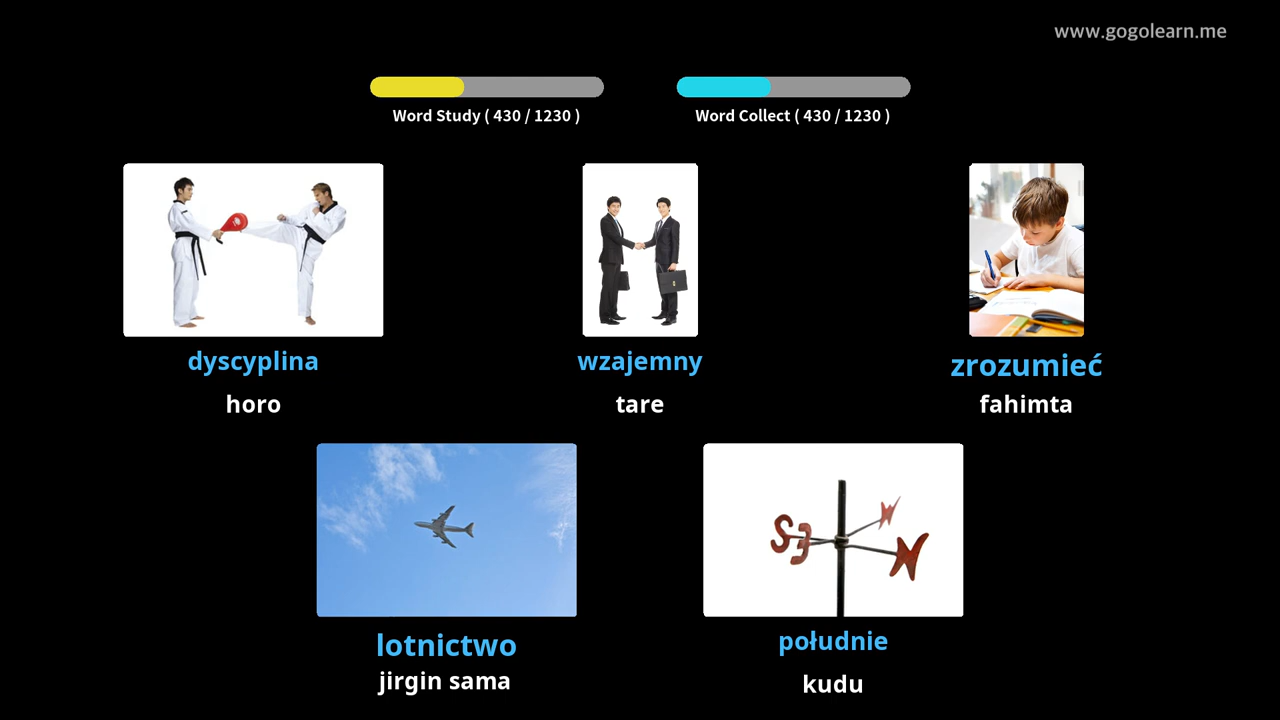 www.gogolearn.me
Word Study ( 430 / 1230 )
Word Collect ( 430 / 1230 )
dyscyplina
horo
wzajemny
tare
zrozumieć
fahimta
lotnictwo
jirgin sama
południe
kudu